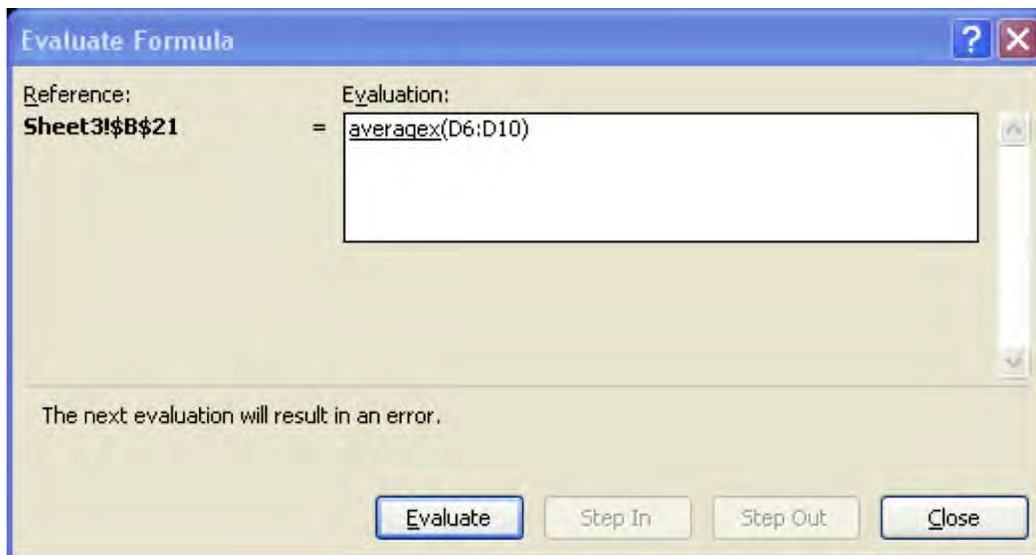 Evaluate Formula
Reference: Evaluation:
Sheet3!$B$21 = averagex(D6:D10)
The next evaluation will result in an error.
Evaluate Step In Step Out Close